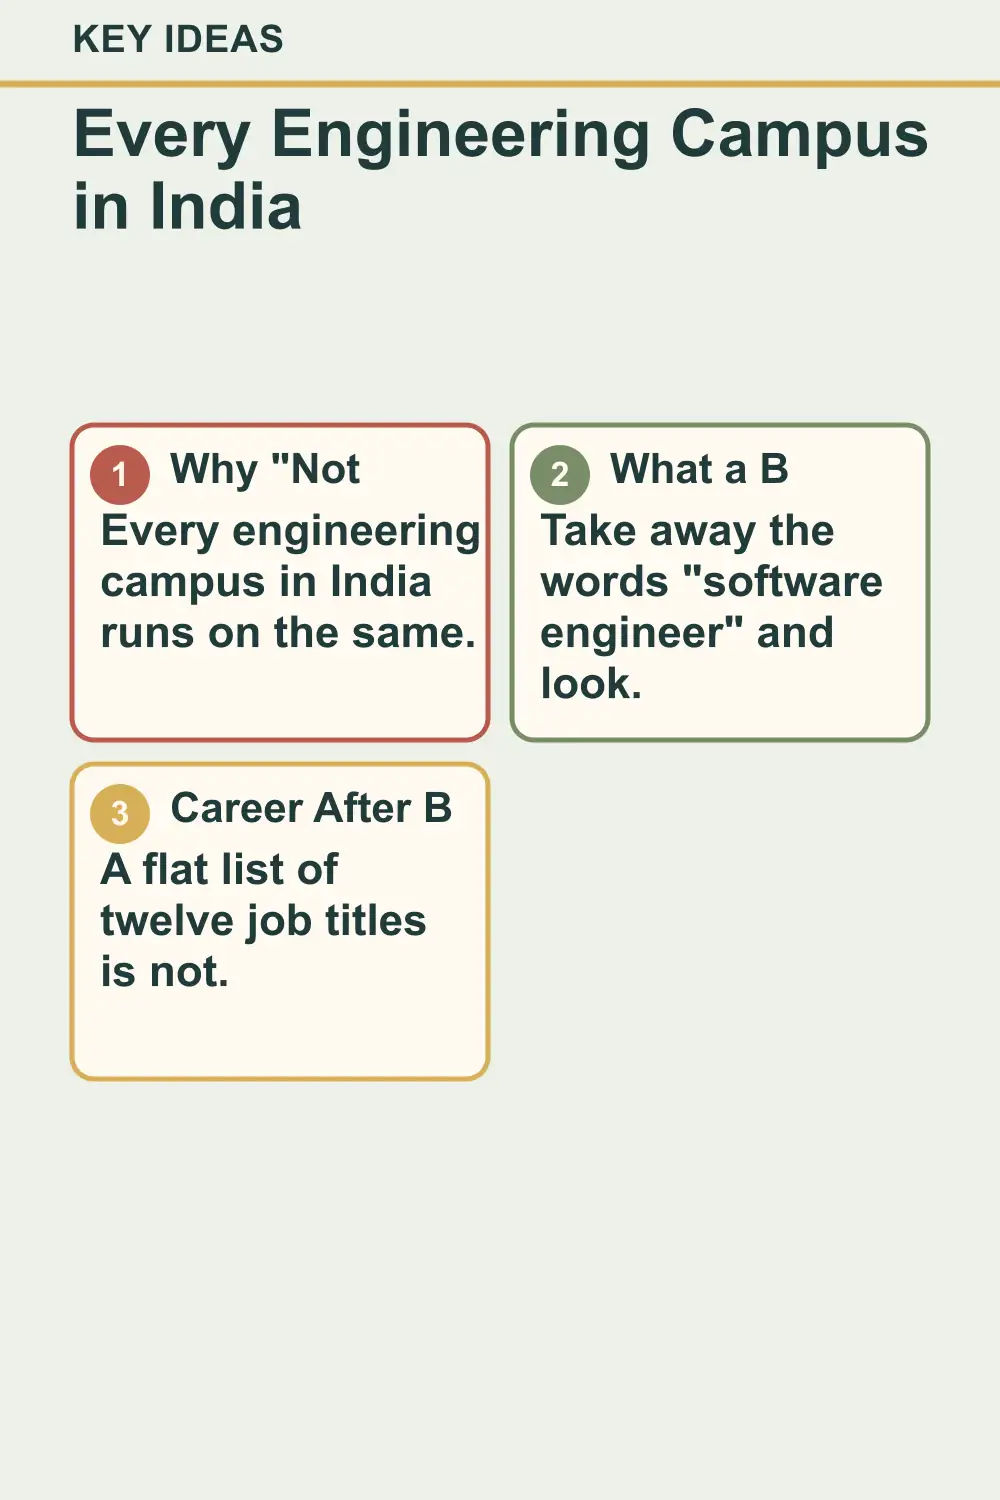 KEY IDEAS
Every Engineering Campus
in India
1 Why "Not
Every engineering
campus in India
runs on the same.
2 What a B
Take away the
words "software
engineer" and
look.
3 Career After B
A flat list of
twelve job titles
is not.